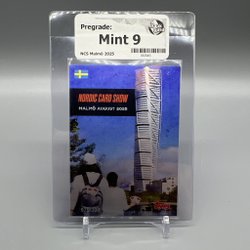 Pregrade:
Mint 9
NCS Malmö 2025
NORDIC CARD SHOW
MALMÖ AUGUST 2025